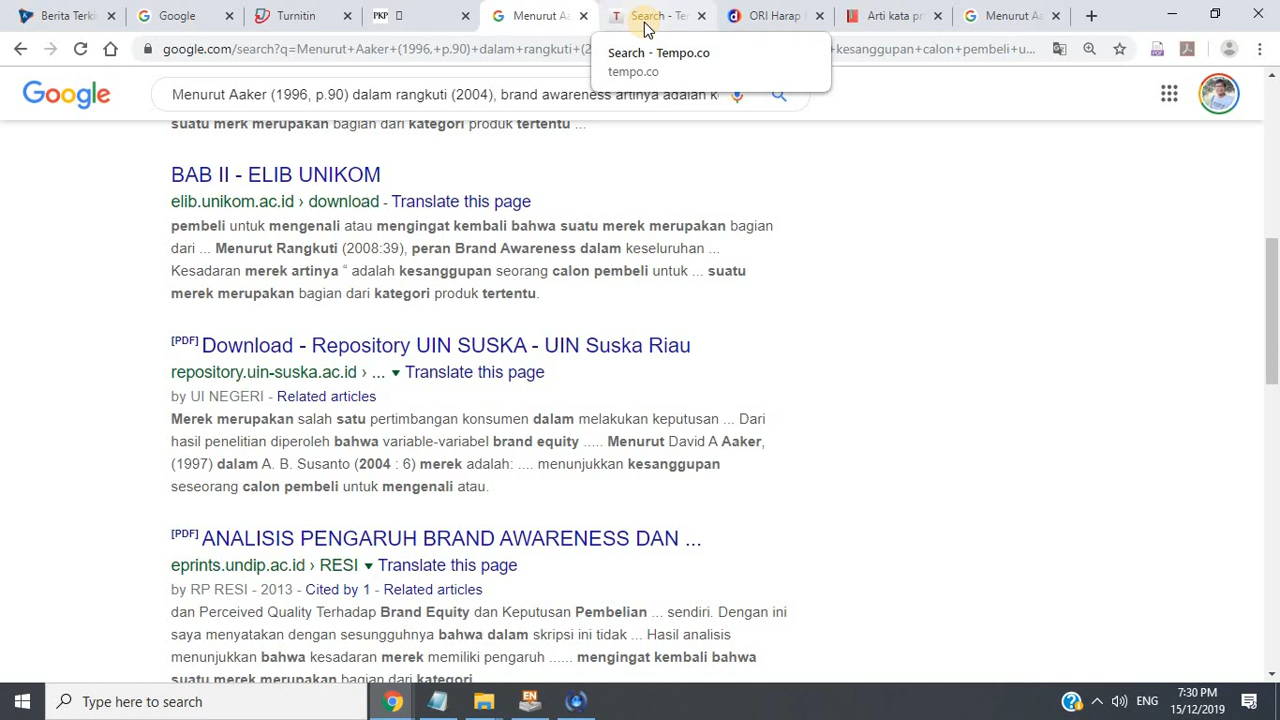 Berita Terki
Google
Turnitin
PKP
Menurut Aa
Search - Ter
ORI Harap
Arti kata pr
Menurut Aa
google.com/search?q=Menurut+Aaker+(1996,+p.90)+dalam+rangkuti+(2 kesanggupan+calon+pembeli+u...
Search - Tempo.co
tempo.co
Google
Menurut Aaker (1996, p.90) dalam rangkuti (2004), brand awareness artinya adalah k
suatu merk merupakan bagian dari kategori produk tertentu ...
BAB II - ELIB UNIKOM
elib.unikom.ac.id › download - Translate this page
pembeli untuk mengenali atau mengingat kembali bahwa suatu merek merupakan bagian
dari ... Menurut Rangkuti (2008:39), peran Brand Awareness dalam keseluruhan ...
Kesadaran merek artinya “ adalah kesanggupan seorang calon pembeli untuk ... suatu
merek merupakan bagian dari kategori produk tertentu.
[PDF] Download - Repository UIN SUSKA - UIN Suska Riau
repository.uin-suska.ac.id › ... ▼ Translate this page
by UI NEGERI - Related articles
Merek merupakan salah satu pertimbangan konsumen dalam melakukan keputusan ... Dari
hasil penelitian diperoleh bahwa variable-variabel brand equity ..... Menurut David A Aaker,
(1997) dalam A. B. Susanto (2004 : 6) merek adalah: .... menunjukkan kesanggupan
seseorang calon pembeli untuk mengenali atau.
[PDF] ANALISIS PENGARUH BRAND AWARENESS DAN ...
eprints.undip.ac.id › RESI ▼ Translate this page
by RP RESI - 2013 - Cited by 1 - Related articles
dan Perceived Quality Terhadap Brand Equity dan Keputusan Pembelian ... sendiri. Dengan ini
saya menyatakan dengan sesungguhnya bahwa dalam skripsi ini tidak ... Hasil analisis
menunjukkan bahwa kesadaran merek memiliki pengaruh ...... mengingat kembali bahwa
suatu merek merupakan bagian dari kategori.
Type here to search
EN
ENG
7:30 PM
15/12/2019